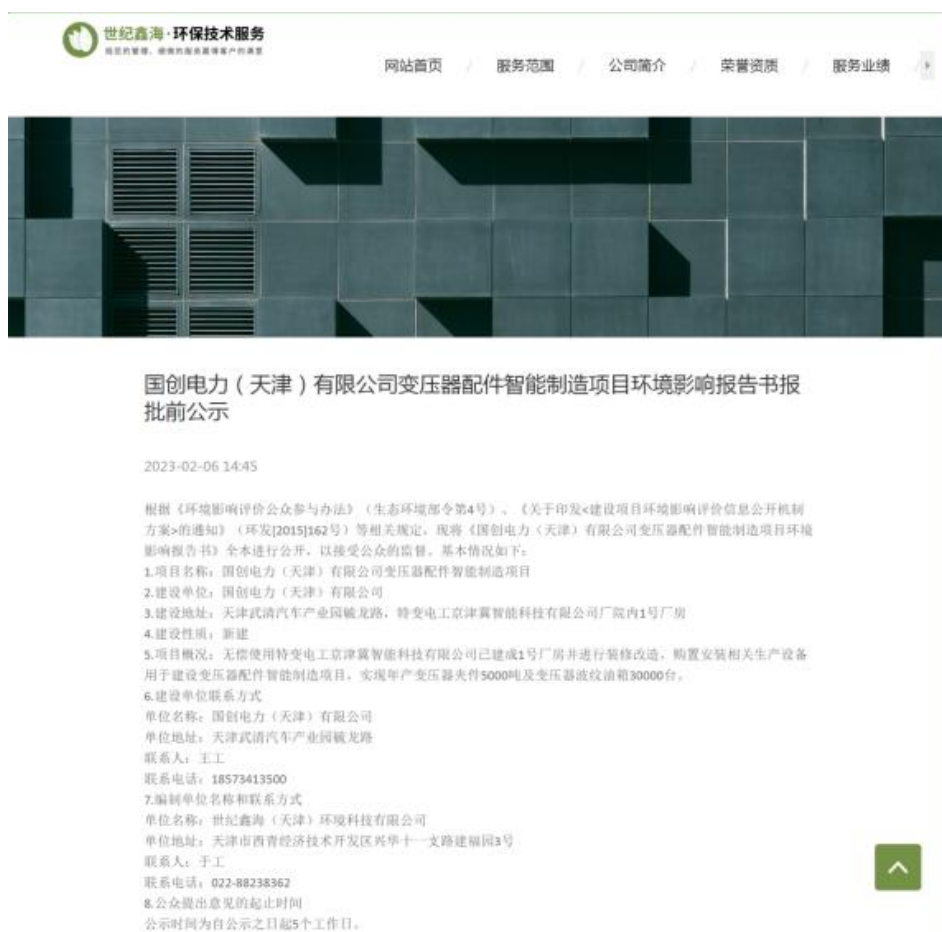 世纪鑫海·环保技术服务
规范的管理，细微的服务赢得客户的满意
网站首页 / 服务范围 / 公司简介 / 荣誉资质 / 服务业绩 /
国创电力（天津）有限公司变压器配件智能制造项目环境影响报告书报
批前公示
2023-02-06 14:45
根据《环境影响评价公众参与办法》（生态环境部令第4号）、《关于印发<建设项目环境影响评价信息公开机制
方案>的通知》（环发[2015]162号）等相关规定，现将《国创电力（天津）有限公司变压器配件智能制造项目环境
影响报告书》全本进行公开，以接受公众的监督。基本情况如下：
1.项目名称：国创电力（天津）有限公司变压器配件智能制造项目
2.建设单位：国创电力（天津）有限公司
3.建设地址：天津武清汽车产业园毓龙路，特变电工京津冀智能科技有限公司厂院内1号厂房
4.建设性质：新建
5.项目概况：无偿使用特变电工京津冀智能科技有限公司已建成1号厂房并进行装修改造，购置安装相关生产设备
用于建设变压器配件智能制造项目，实现年产变压器夹件5000吨及变压器波纹油箱30000台。
6.建设单位联系方式
单位名称：国创电力（天津）有限公司
单位地址：天津武清汽车产业园毓龙路
联系人：王工
联系电话：18573413500
7.编制单位名称和联系方式
单位名称：世纪鑫海（天津）环境科技有限公司
单位地址：天津市西青经济技术开发区兴华十一支路建福园3号
联系人：于工
联系电话：022-88238362
8.公众提出意见的起止时间
公示时间为自公示之日起5个工作日。